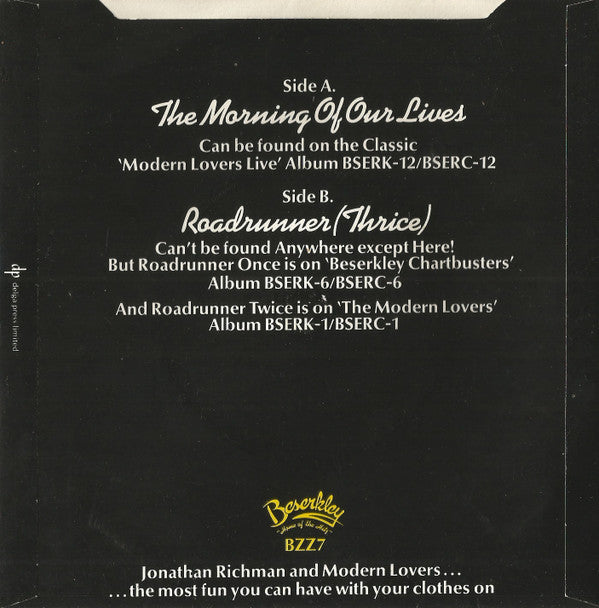 Side A.
The Morning Of Our Lives
Can be found on the Classic
'Modern Lovers Live' Album BSERK-12/BSERC-12
Side B.
Roadrunner (Thrice)
Can't be found Anywhere except Here!
But Roadrunner Once is on 'Beserkley Chartbusters'
Album BSERK-6/BSERC-6
And Roadrunner Twice is on 'The Modern Lovers'
Album BSERK-1/BSERC-1
dp delga press limited
Beserkley
"Home of the Hits"
BZZ7
Jonathan Richman and Modern Lovers...
...the most fun you can have with your clothes on